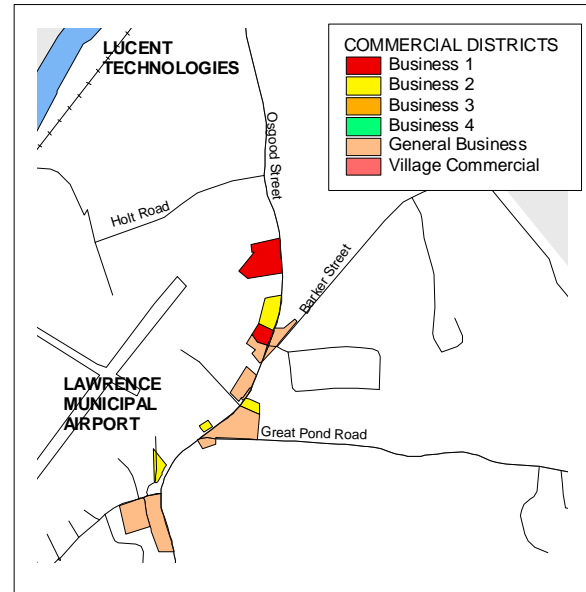 LUCENT
TECHNOLOGIES
COMMERCIAL DISTRICTS
Business 1
Business 2
Business 3
Business 4
General Business
Village Commercial
Osgood Street
Holt Road
Barker Street
LAWRENCE
MUNICIPAL
AIRPORT
Great Pond Road